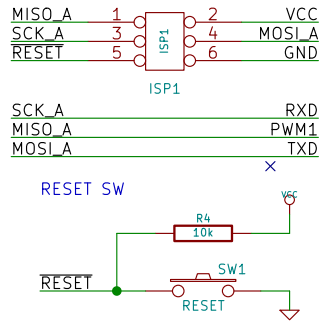 MISO_A 1 2 VCC
SCK_A 3 ISP1 4 MOSI_A
RESET 5 6 GND
ISP1
SCK_A RXD
MISO_A PWM1
MOSI_A TXD
RESET SW
VCC
R4
10k
SW1
RESET
RESET